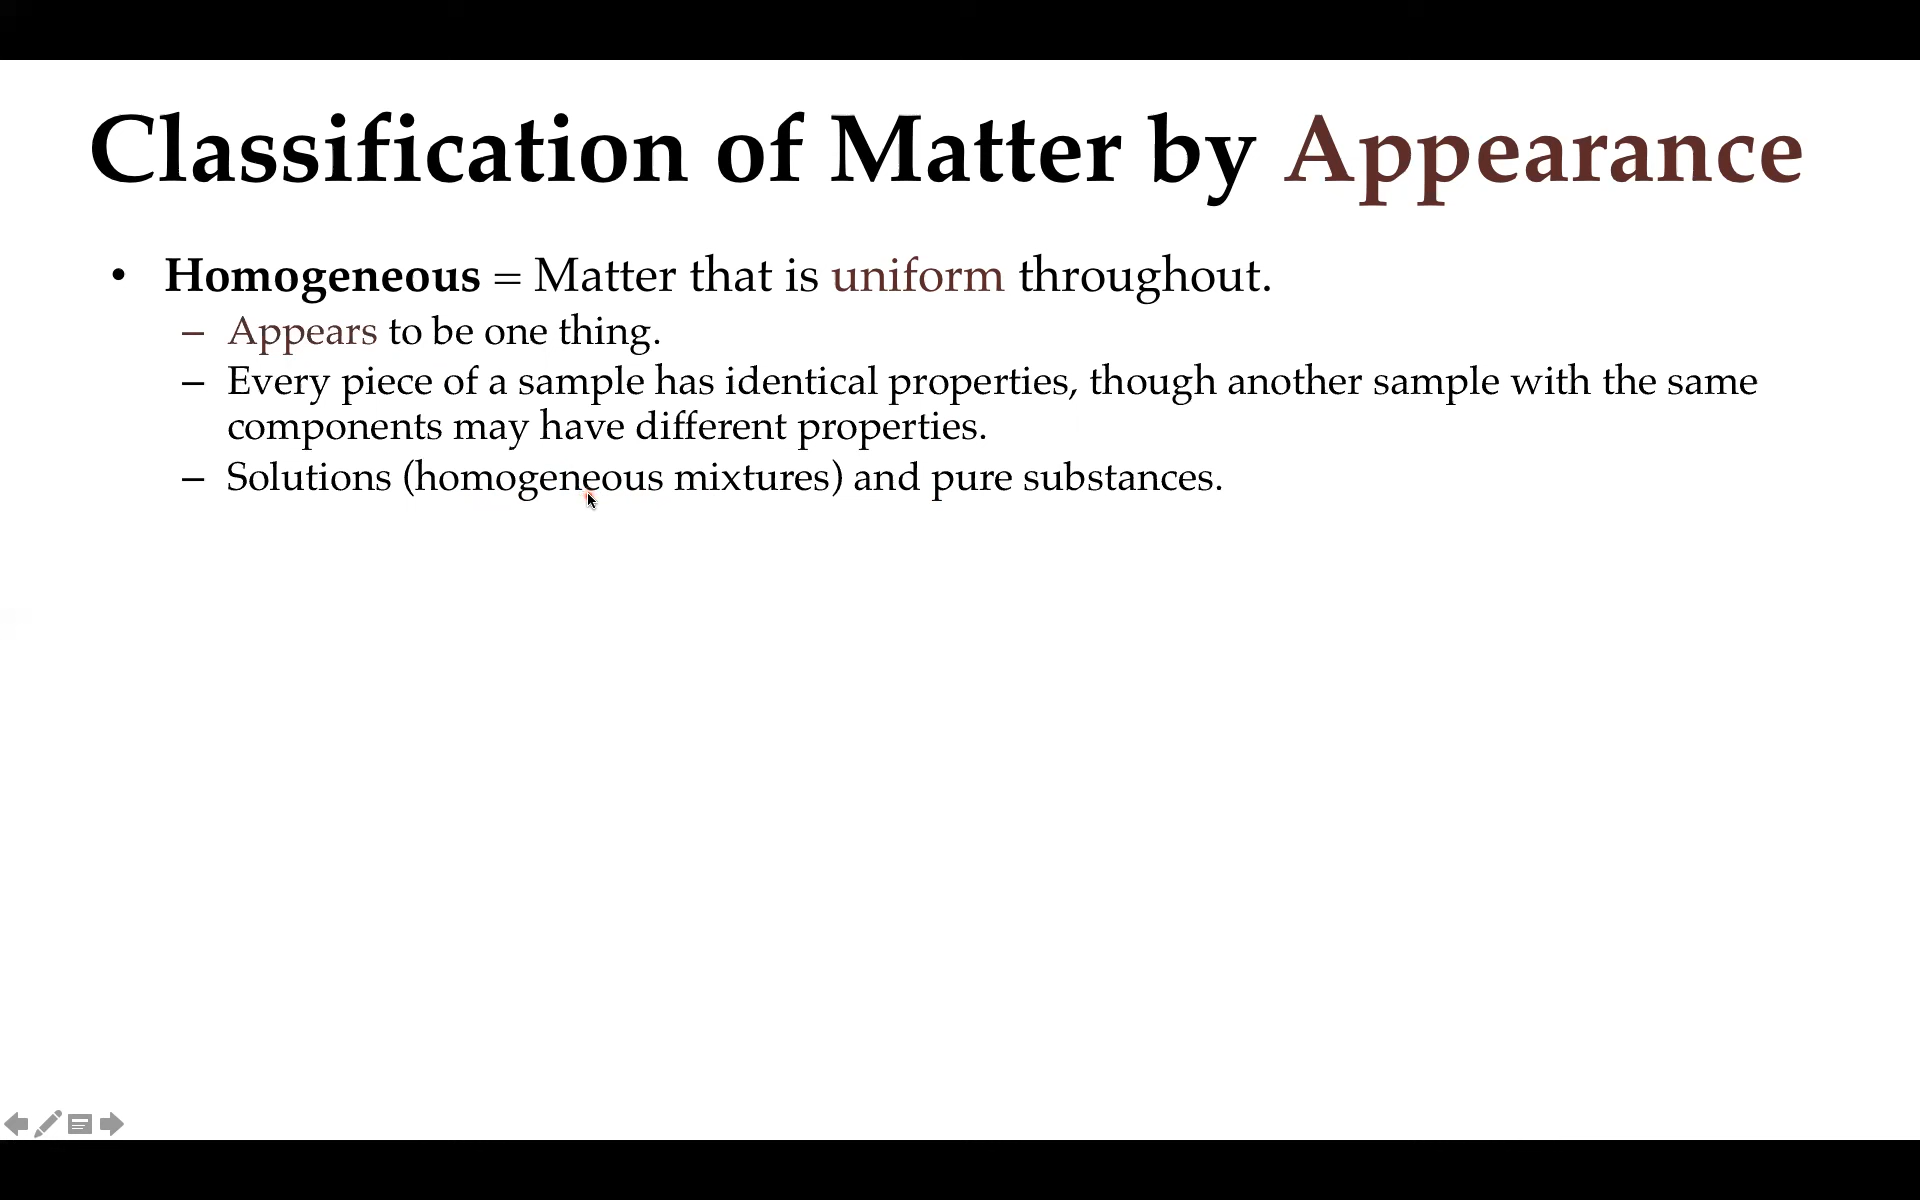 Classification of Matter by Appearance
• Homogeneous = Matter that is uniform throughout.
– Appears to be one thing.
– Every piece of a sample has identical properties, though another sample with the same
components may have different properties.
– Solutions (homogeneous mixtures) and pure substances.